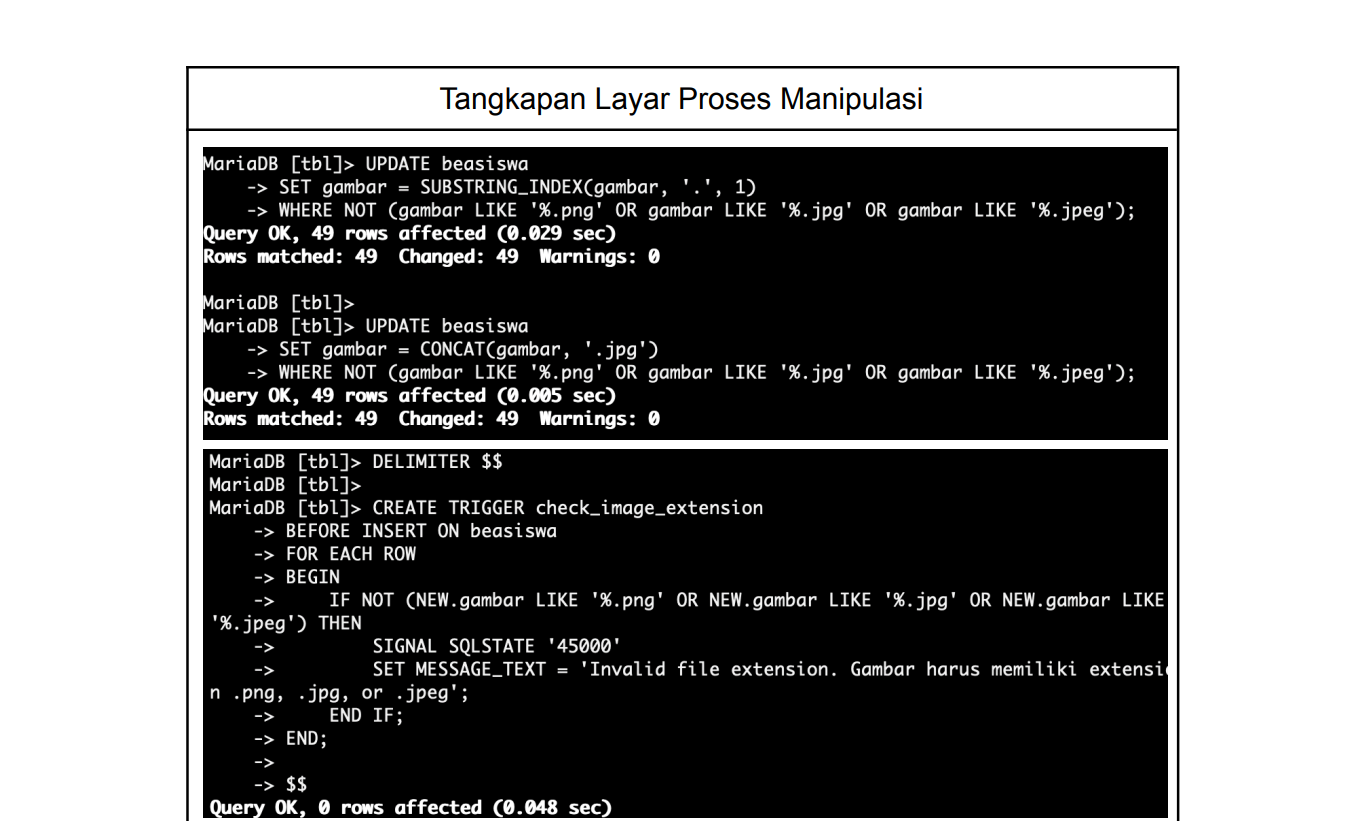 Tangkapan Layar Proses Manipulasi
MariaDB [tbl]> UPDATE beasiswa
    -> SET gambar = SUBSTRING_INDEX(gambar, '.', 1)
    -> WHERE NOT (gambar LIKE '%.png' OR gambar LIKE '%.jpg' OR gambar LIKE '%.jpeg');
Query OK, 49 rows affected (0.029 sec)
Rows matched: 49  Changed: 49  Warnings: 0
MariaDB [tbl]>
MariaDB [tbl]> UPDATE beasiswa
    -> SET gambar = CONCAT(gambar, '.jpg')
    -> WHERE NOT (gambar LIKE '%.png' OR gambar LIKE '%.jpg' OR gambar LIKE '%.jpeg');
Query OK, 49 rows affected (0.005 sec)
Rows matched: 49  Changed: 49  Warnings: 0
MariaDB [tbl]> DELIMITER $$
MariaDB [tbl]>
MariaDB [tbl]> CREATE TRIGGER check_image_extension
    -> BEFORE INSERT ON beasiswa
    -> FOR EACH ROW
    -> BEGIN
    ->     IF NOT (NEW.gambar LIKE '%.png' OR NEW.gambar LIKE '%.jpg' OR NEW.gambar LIKE
'%.jpeg') THEN
    ->         SIGNAL SQLSTATE '45000'
    ->         SET MESSAGE_TEXT = 'Invalid file extension. Gambar harus memiliki extensio
n .png, .jpg, or .jpeg';
    ->     END IF;
    -> END;
    ->
    -> $$
Query OK, 0 rows affected (0.048 sec)